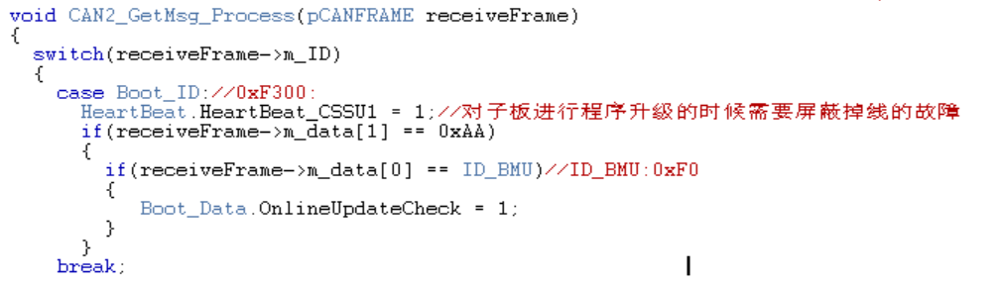 void CAN2_GetMsg_Process(pCANFRAME receiveFrame)
{
switch(receiveFrame->m_ID)
{
case Boot_ID://0xF300:
HeartBeat.HeartBeat_CSSU1 = 1;//对子板进行程序升级的时候需要屏蔽掉线的故障
if(receiveFrame->m_data[1] == 0xAA)
{
if(receiveFrame->m_data[0] == ID_BMU)//ID_BMU:0xF0
{
Boot_Data.OnlineUpdateCheck = 1;
}
}
break;